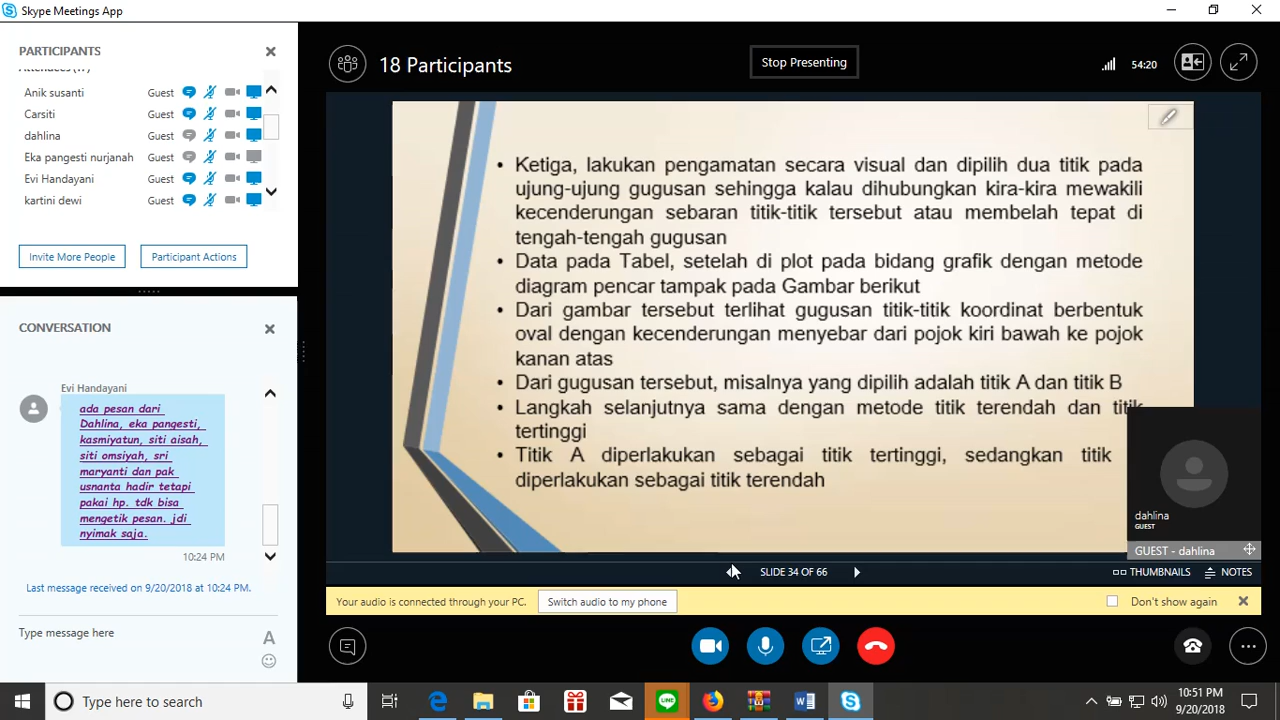 Skype Meetings App
PARTICIPANTS
Anik susanti Guest
Carsiti Guest
dahlina Guest
Eka pangesti nurjanah Guest
Evi Handayani Guest
kartini dewi Guest
Invite More People Participant Actions
CONVERSATION
Evi Handayani
ada pesan dari
Dahlina, eka pangesti,
kasmiyatun, siti aisah,
siti omsiyah, sri
maryanti dan pak
usnanta hadir tetapi
pakai hp. tdk bisa
mengetik pesan. jdi
nyimak saja.
10:24 PM
Last message received on 9/20/2018 at 10:24 PM.
Type message here
A
18 Participants
Stop Presenting
54:20
• Ketiga, lakukan pengamatan secara visual dan dipilih dua titik pada
ujung-ujung gugusan sehingga kalau dihubungkan kira-kira mewakili
kecenderungan sebaran titik-titik tersebut atau membelah tepat di
tengah-tengah gugusan
• Data pada Tabel, setelah di plot pada bidang grafik dengan metode
diagram pencar tampak pada Gambar berikut
• Dari gambar tersebut terlihat gugusan titik-titik koordinat berbentuk
oval dengan kecenderungan menyebar dari pojok kiri bawah ke pojok
kanan atas
• Dari gugusan tersebut, misalnya yang dipilih adalah titik A dan titik B
• Langkah selanjutnya sama dengan metode titik terendah dan titik
tertinggi
• Titik A diperlakukan sebagai titik tertinggi, sedangkan titik
diperlakukan sebagai titik terendah
dahlina
GUEST
GUEST - dahlina
SLIDE 34 OF 66
THUMBNAILS NOTES
Your audio is connected through your PC. Switch audio to my phone Don't show again
Type here to search
10:51 PM
9/20/2018